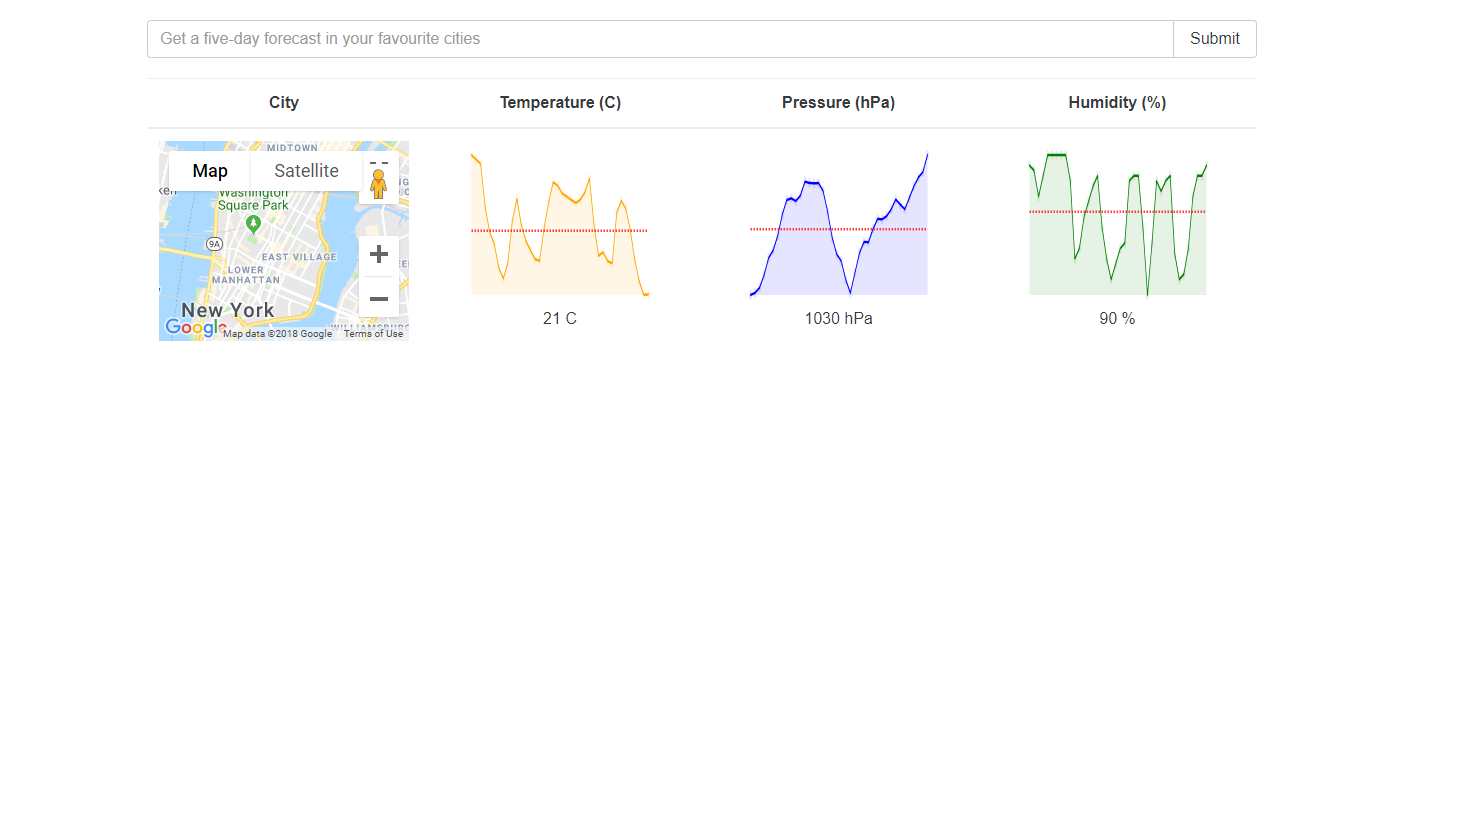 Get a five-day forecast in your favourite cities
Submit
City
Temperature (C)
Pressure (hPa)
Humidity (%)
MIDTOWN
Map
Satellite
Washington
Square Park
9A
EAST VILLAGE
LOWER
MANHATTAN
New York
Google
Map data ©2018 Google
Terms of Use
21 C
1030 hPa
90 %